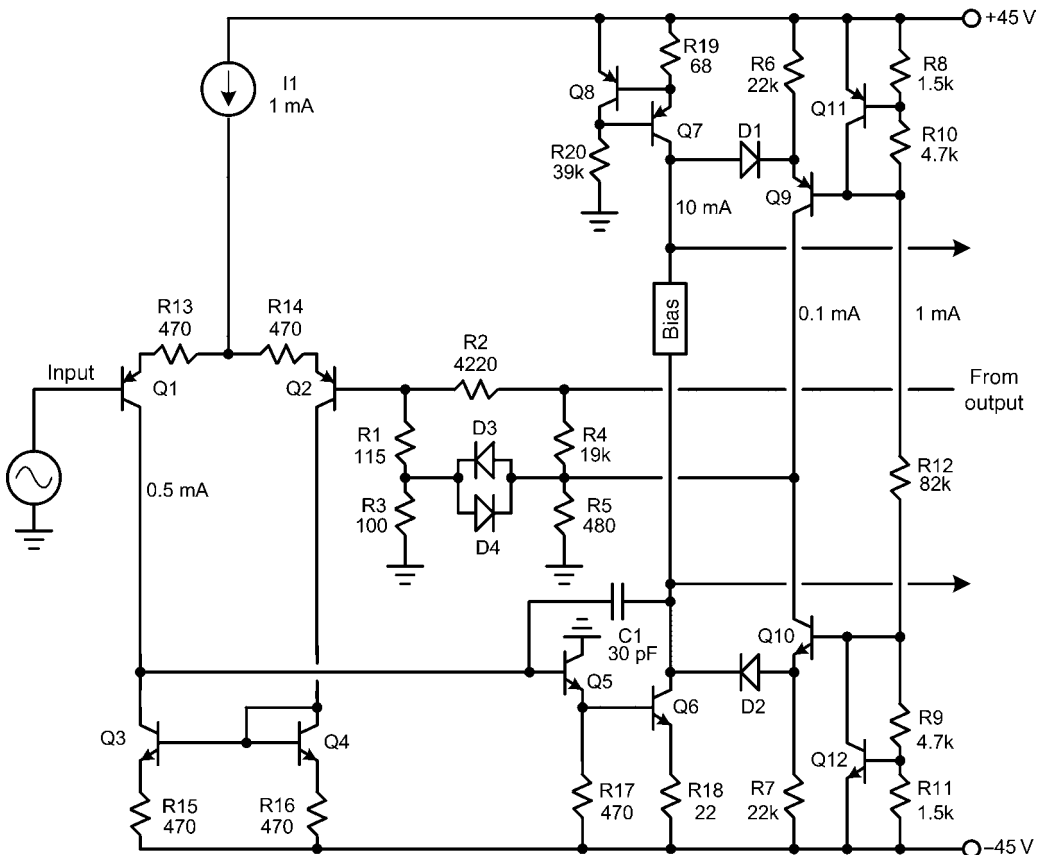 +45 V
R19
68
R6
22k
R8
1.5k
I1
1 mA
Q8
Q11
Q7
D1
R10
4.7k
R20
39k
Q9
10 mA
R13
470
R14
470
Bias
0.1 mA
1 mA
R2
4220
Input
Q1
Q2
From
output
R1
115
D3
R4
19k
R12
82k
0.5 mA
R3
100
R5
480
D4
C1
30 pF
Q10
Q5
Q6
D2
R9
4.7k
Q3
Q4
Q12
R15
470
R16
470
R17
470
R18
22
R7
22k
R11
1.5k
–45 V